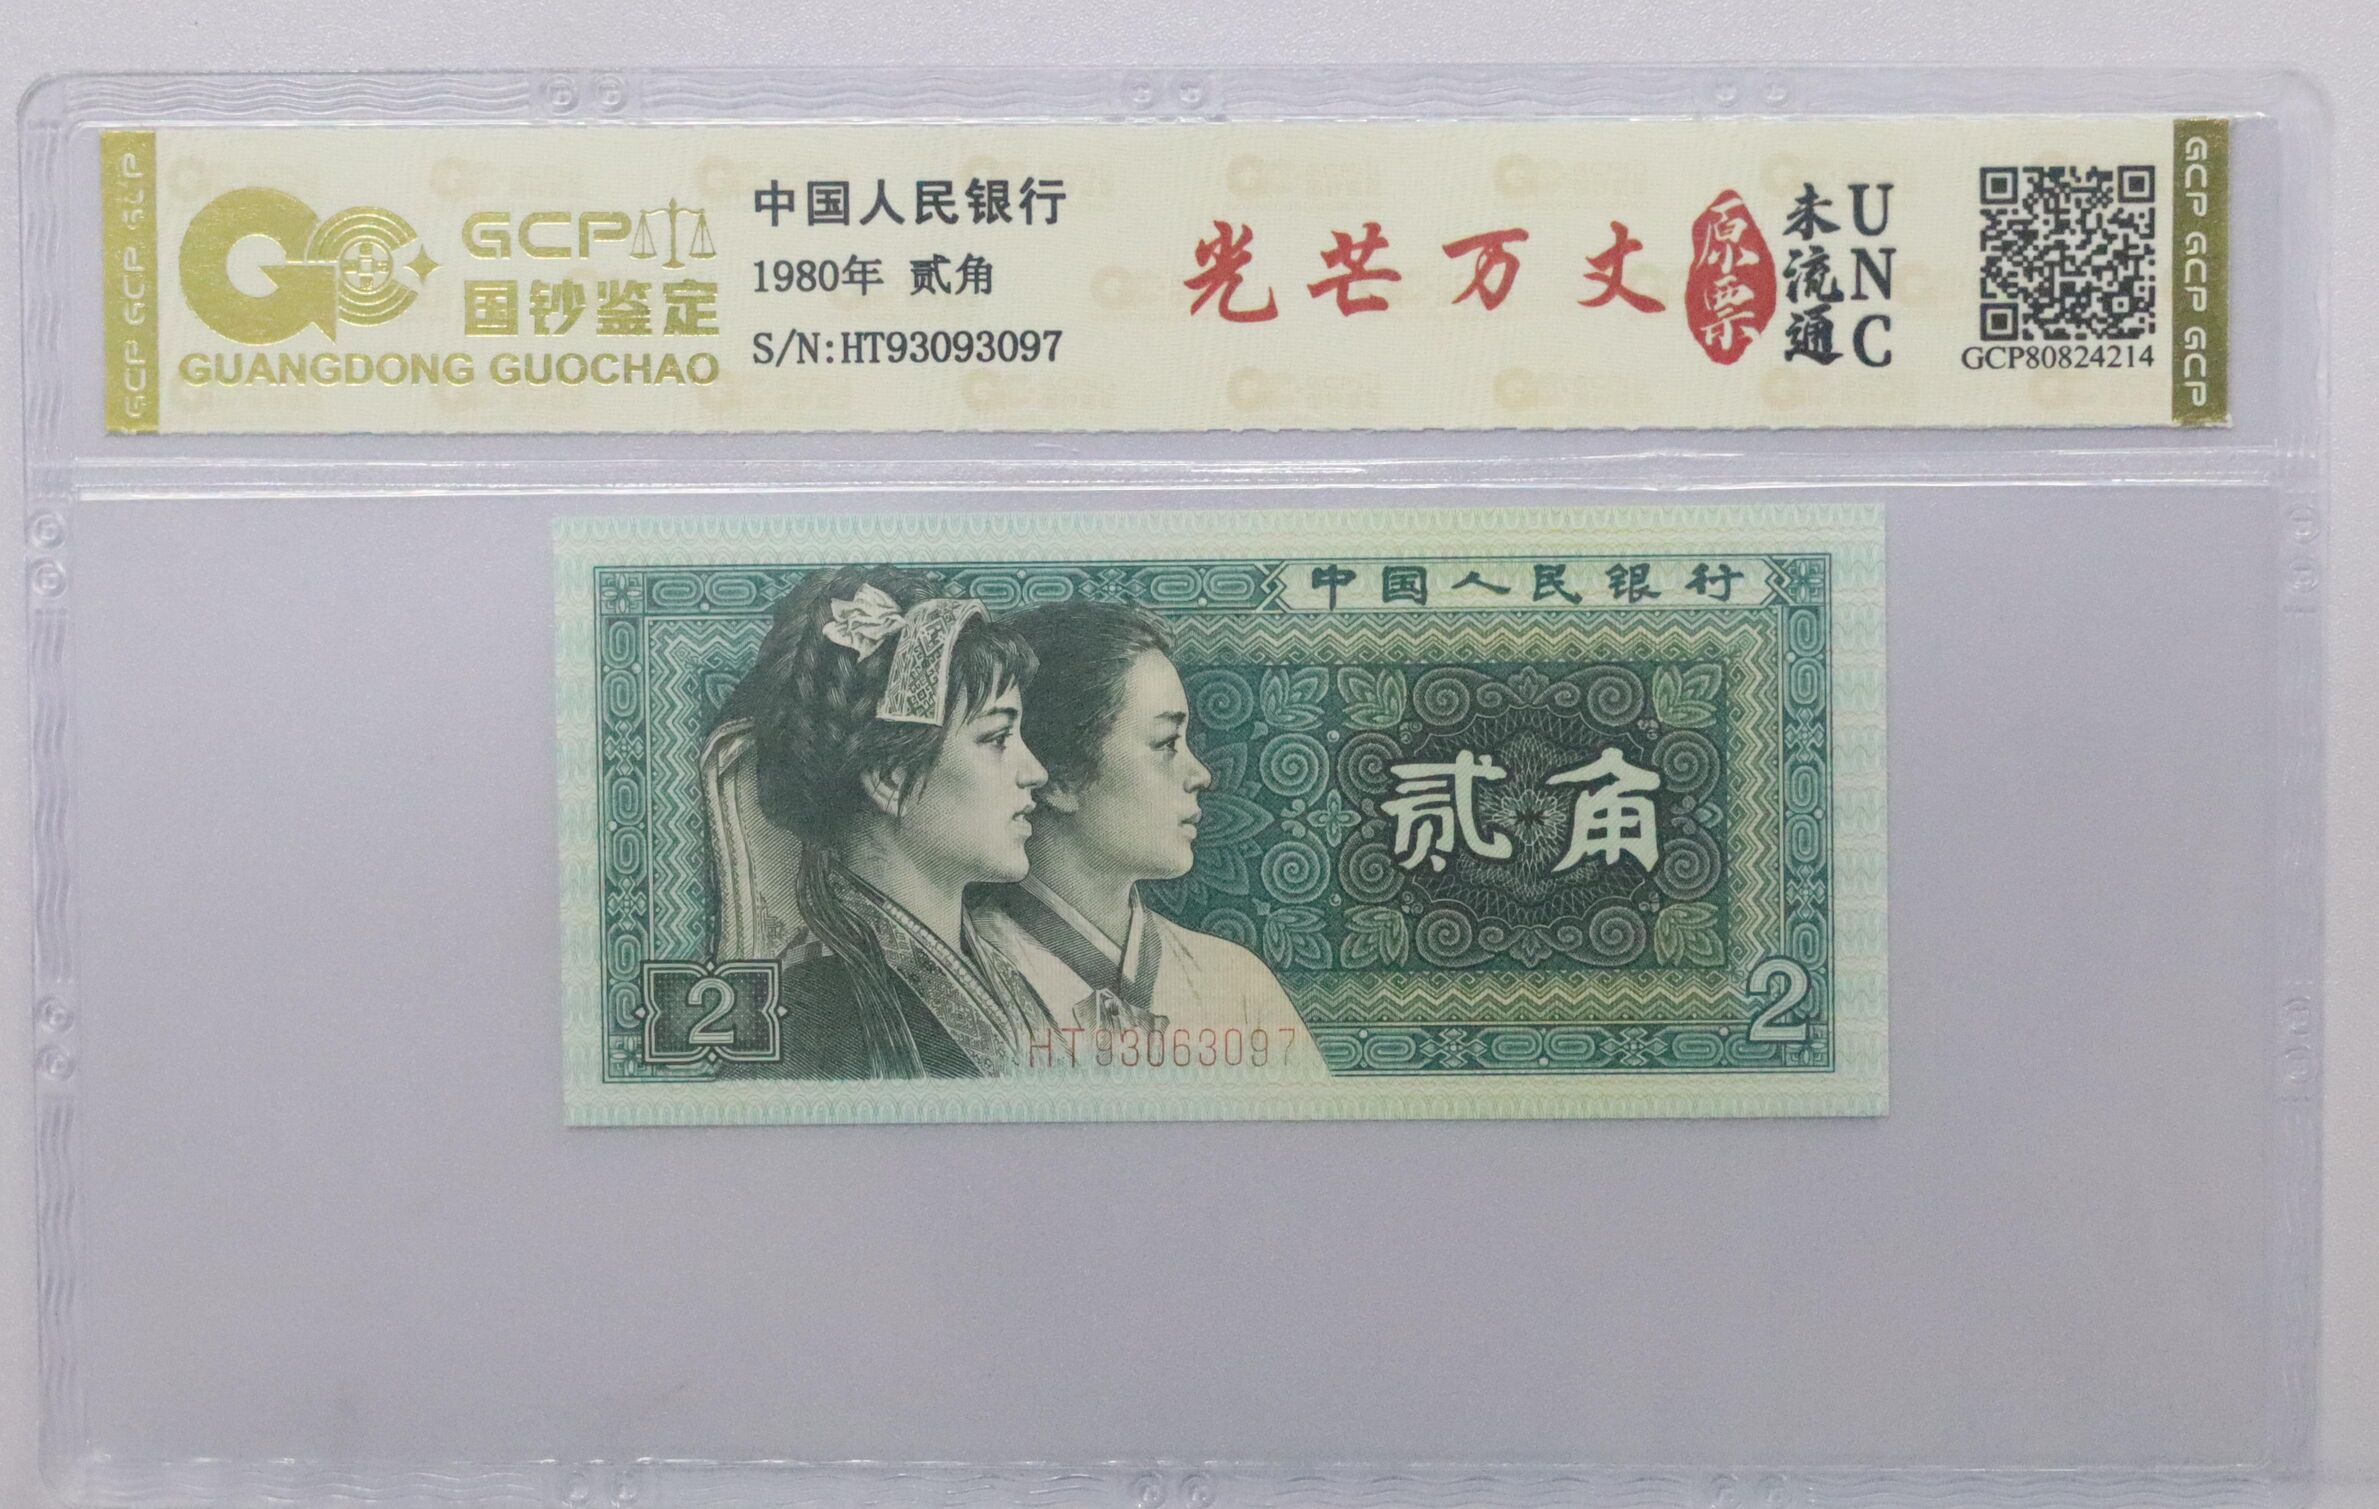 GCP GCP GCP
GCP
国钞鉴定
GUANGDONG GUOCHAO
中国人民银行
1980年 贰角
S/N:HT93093097
光芒万丈
原票
未流通
UNC
GCP80824214
GCP GCP GCP
中国人民银行
贰角
2
2
HT93063097